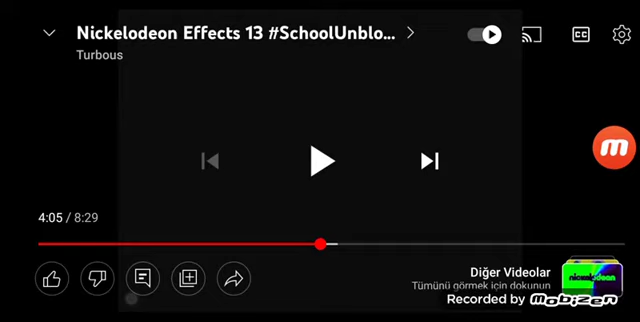 Nickelodeon Effects 13 #SchoolUnblo...
Turbous
CC
m
4:05 / 8:29
Diğer Videolar
Tümünü görmek için dokunun
nickelodeon
Recorded by MOBIZEN